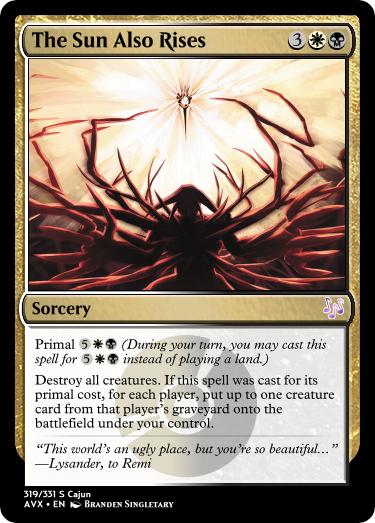 The Sun Also Rises 3
Sorcery
Primal 5 (During your turn, you may cast this
spell for 5 instead of playing a land.)
Destroy all creatures. If this spell was cast for its
primal cost, for each player, put up to one creature
card from that player's graveyard onto the
battlefield under your control.
“This world's an ugly place, but you're so beautiful...”
—Lysander, to Remi
319/331 S Cajun
AVX • EN Branden Singletary